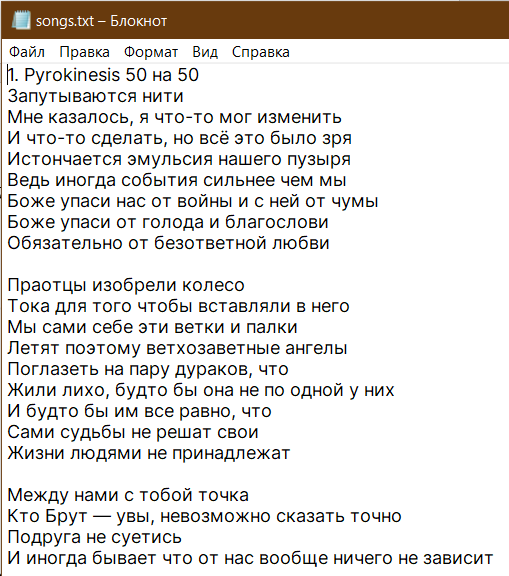 songs.txt – Блокнот
Файл Правка Формат Вид Справка
1. Pyrokinesis 50 на 50
Запутываются нити
Мне казалось, я что-то мог изменить
И что-то сделать, но всё это было зря
Истончается эмульсия нашего пузыря
Ведь иногда события сильнее чем мы
Боже упаси нас от войны и с ней от чумы
Боже упаси от голода и благослови
Обязательно от безответной любви

Праотцы изобрели колесо
Тока для того чтобы вставляли в него
Мы сами себе эти ветки и палки
Летят поэтому ветхозаветные ангелы
Поглазеть на пару дураков, что
Жили лихо, будто бы она не по одной у них
И будто бы им все равно, что
Сами судьбы не решат свои
Жизни людями не принадлежат

Между нами с тобой точка
Кто Брут — увы, невозможно сказать точно
Подруга не суетись
И иногда бывает что от нас вообще ничего не зависит